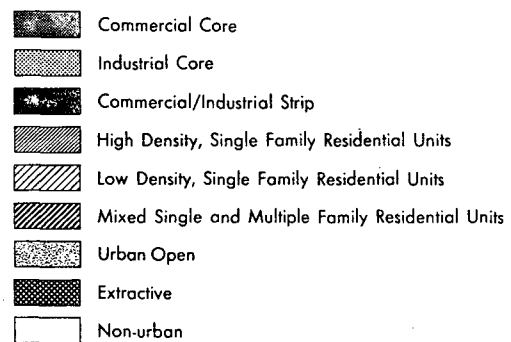 Commercial Core
Industrial Core
Commercial/Industrial Strip
High Density, Single Family Residential Units
Low Density, Single Family Residential Units
Mixed Single and Multiple Family Residential Units
Urban Open
Extractive
Non-urban